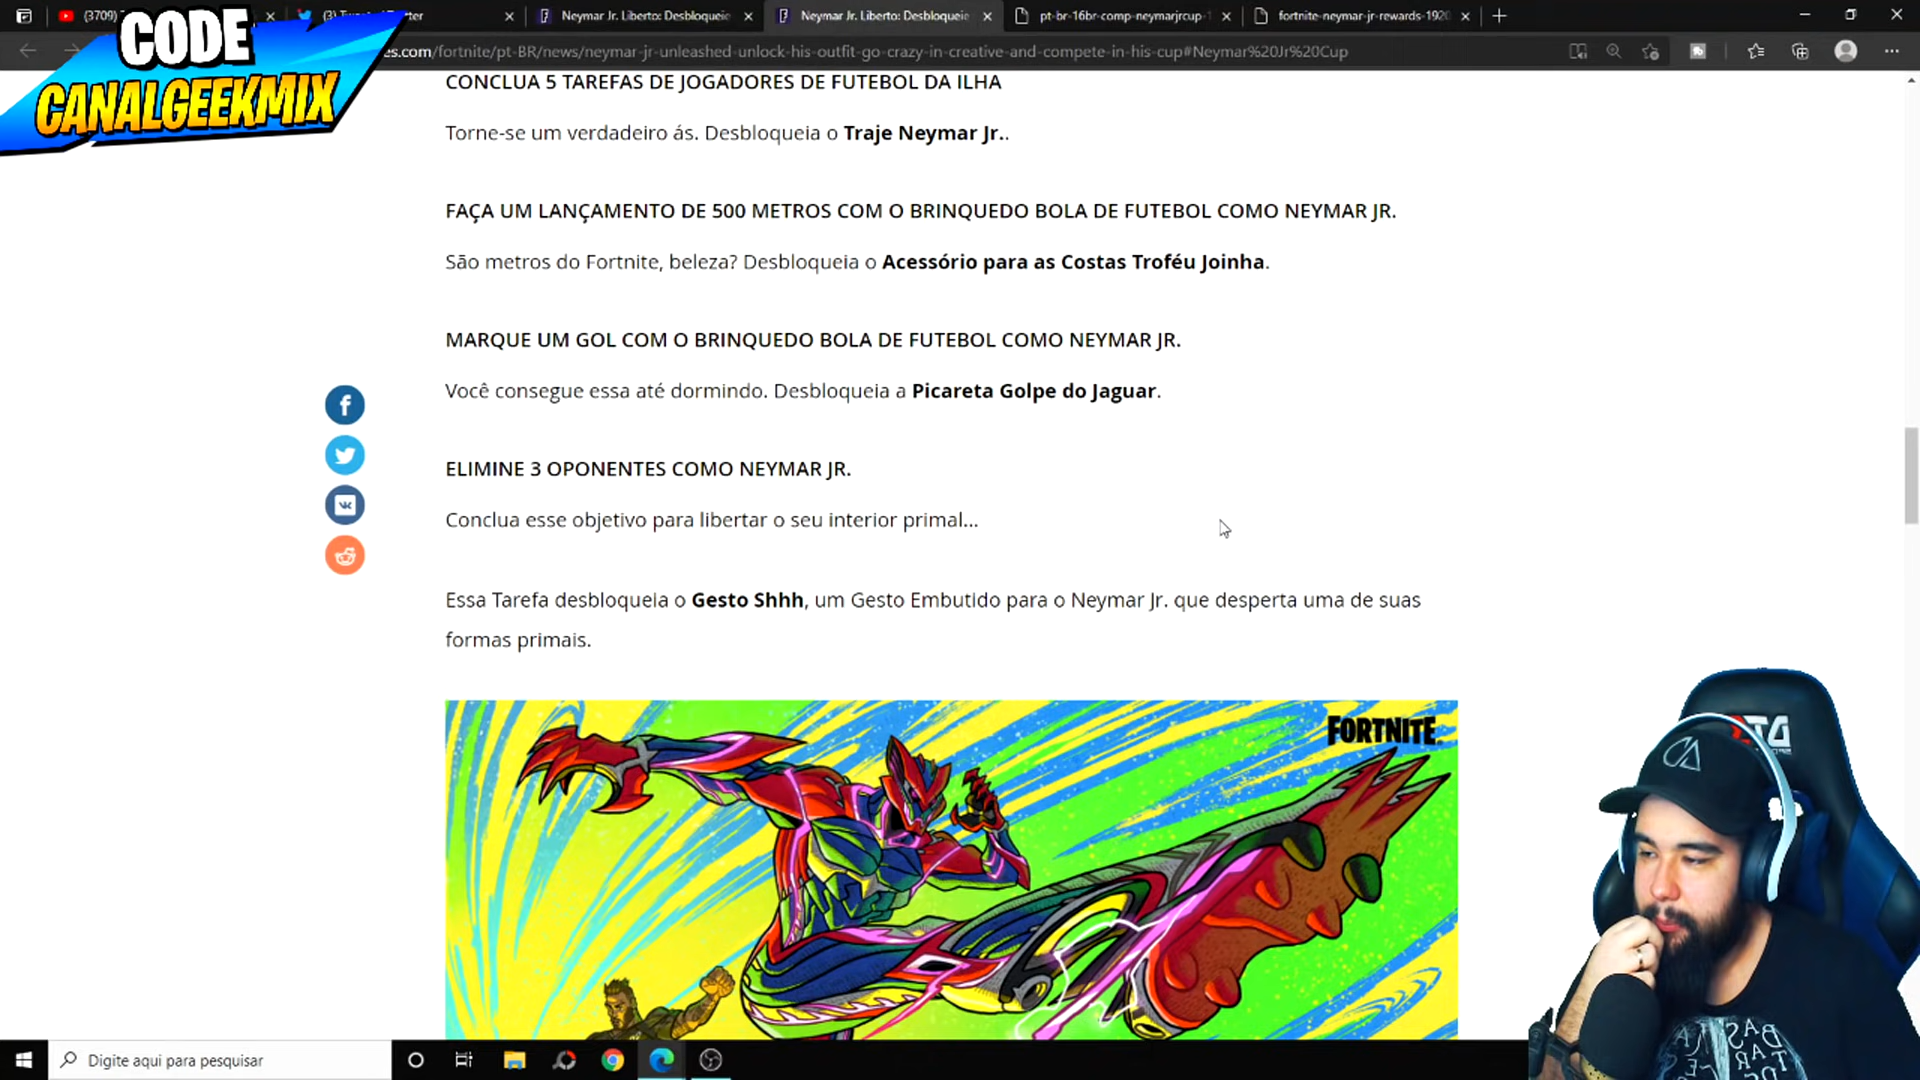 CODE
CANALGEEKMIX
Neymar Jr. Liberto: Desbloqueie
Neymar Jr. Liberto: Desbloqueie
pt-br-16br-comp-neymarjrcup-1
fortnite-neymar-jr-rewards-1920
es.com/fortnite/pt-BR/news/neymar-jr-unleashed-unlock-his-outfit-go-crazy-in-creative-and-compete-in-his-cup#Neymar%20Jr%20Cup
CONCLUA 5 TAREFAS DE JOGADORES DE FUTEBOL DA ILHA
Torne-se um verdadeiro ás. Desbloqueia o Traje Neymar Jr..
FAÇA UM LANÇAMENTO DE 500 METROS COM O BRINQUEDO BOLA DE FUTEBOL COMO NEYMAR JR.
São metros do Fortnite, beleza? Desbloqueia o Acessório para as Costas Troféu Joinha.
MARQUE UM GOL COM O BRINQUEDO BOLA DE FUTEBOL COMO NEYMAR JR.
Você consegue essa até dormindo. Desbloqueia a Picareta Golpe do Jaguar.
ELIMINE 3 OPONENTES COMO NEYMAR JR.
Conclua esse objetivo para libertar o seu interior primal...
Essa Tarefa desbloqueia o Gesto Shhh, um Gesto Embutido para o Neymar Jr. que desperta uma de suas
formas primais.
FORTNITE
Digite aqui para pesquisar